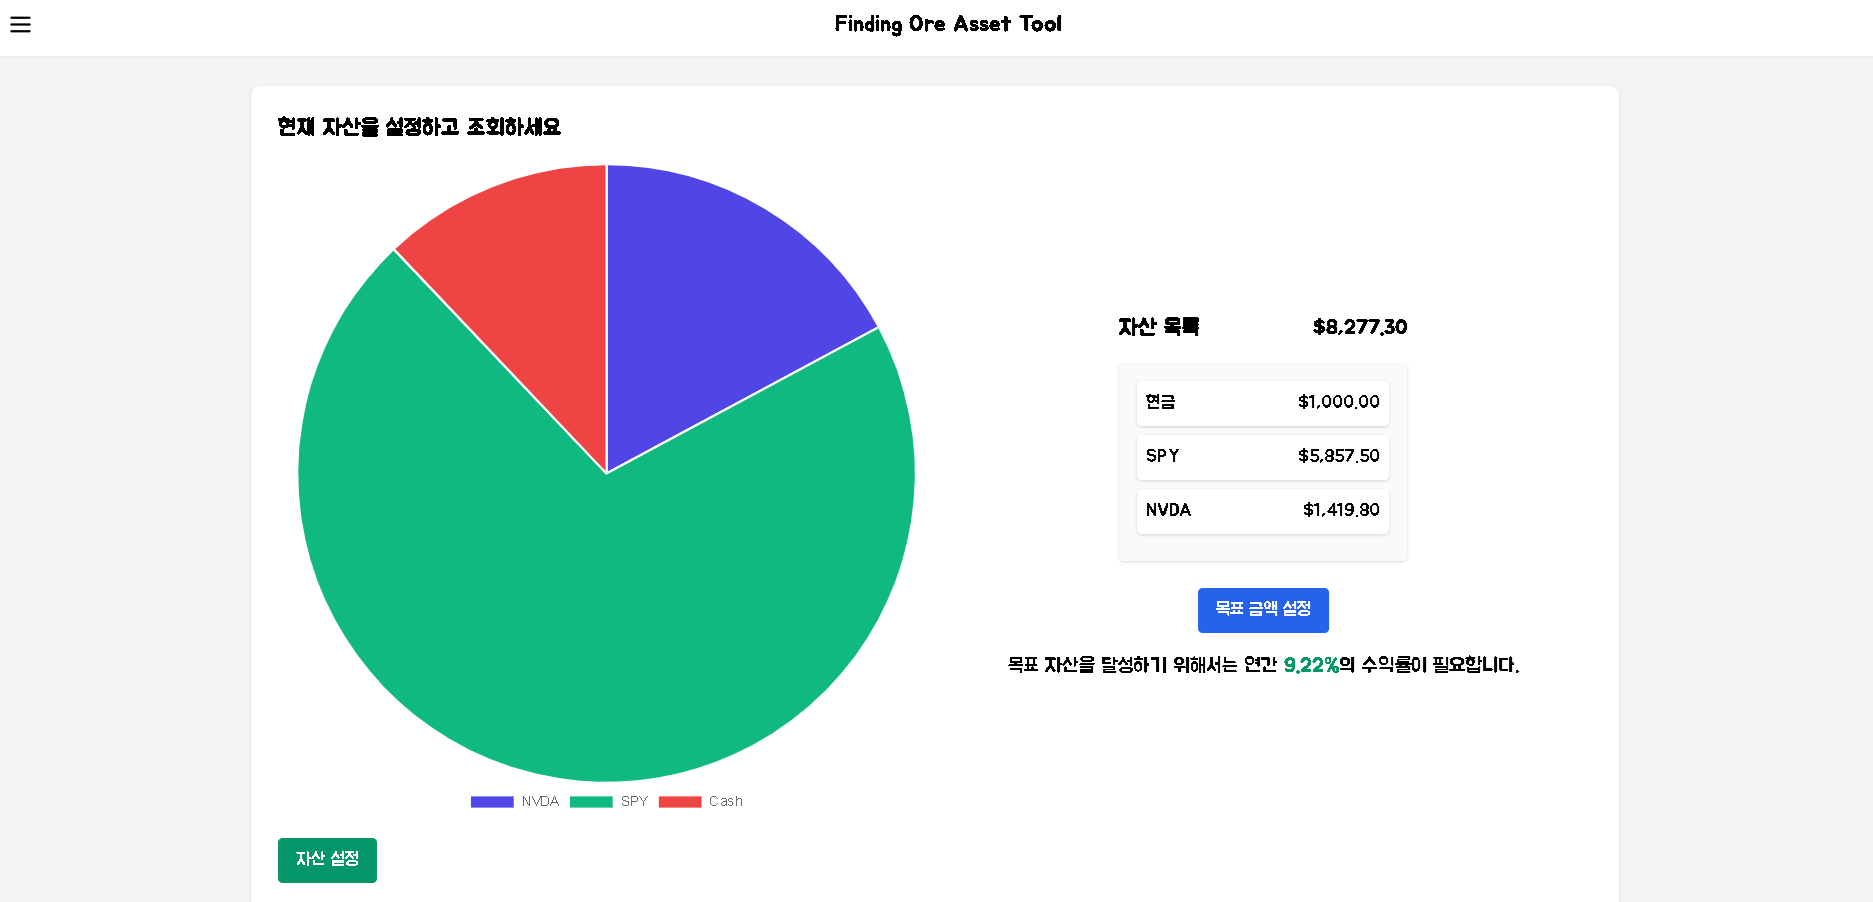 Finding Ore Asset Tool
현재 자산을 설정하고 조회하세요
NVDA SPY Cash
자산 설정
자산 목록 $8,277.30
현금 $1,000.00
SPY $5,857.50
NVDA $1,419.80
목표 금액 설정
목표 자산을 달성하기 위해서는 연간 9.22%의 수익률이 필요합니다.